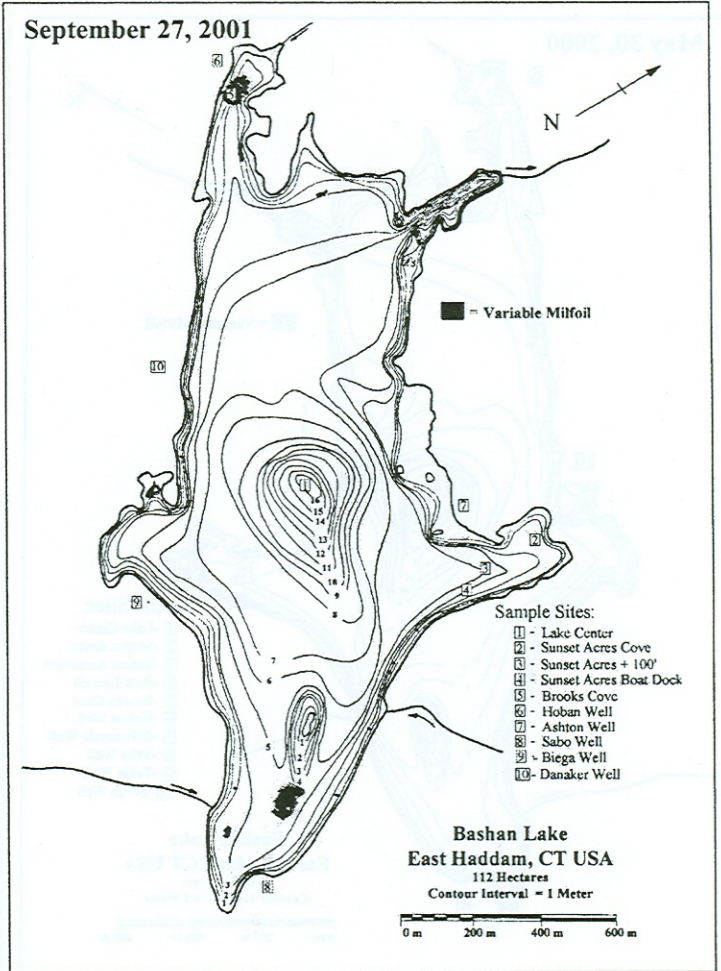 September 27, 2001
6
N
5
= Variable Milfoil
10
1
16
15
14
13
12
11
10
9
8
7
2
3
4
9
7
6
5
1
2
3
4
Sample Sites:
1 - Lake Center
2 - Sunset Acres Cove
3 - Sunset Acres + 100'
4 - Sunset Acres Boat Dock
5 - Brooks Cove
6 - Hoban Well
7 - Ashton Well
8 - Sabo Well
9 - Biega Well
10 - Danaker Well
8
3
2
1
Bashan Lake
East Haddam, CT USA
112 Hectares
Contour Interval = 1 Meter
0 m 200 m 400 m 600 m